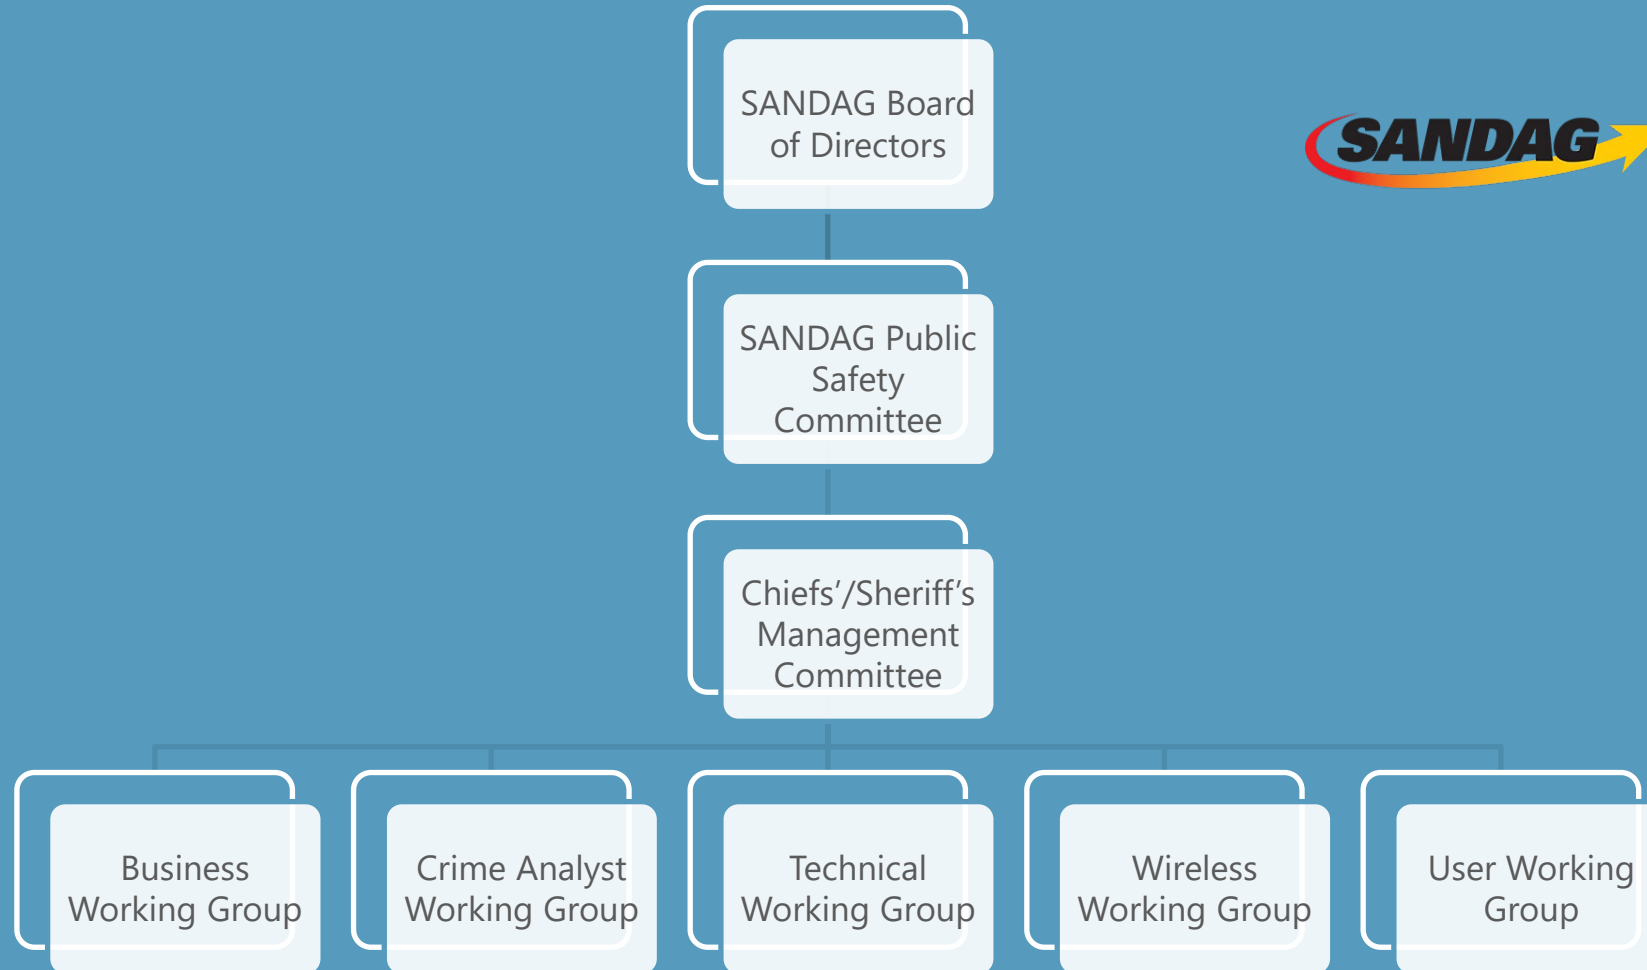 SANDAG Board
of Directors
SANDAG
SANDAG Public
Safety
Committee
Chiefs’/Sheriff’s
Management
Committee
Business
Working Group
Crime Analyst
Working Group
Technical
Working Group
Wireless
Working Group
User Working
Group